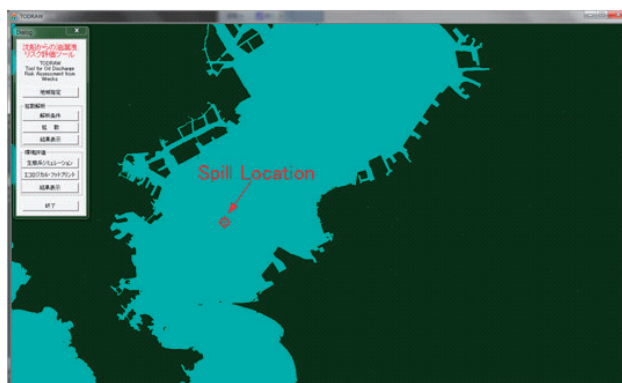 TODRAW
Dialog
沈船からの油漏洩
リスク評価ツール
TODRAW
Tool for Oil Discharge
Risk Assessment from
Wrecks
地域指定
拡散解析
解析条件
拡 散
結果表示
環境評価
生態系シミュレーション
エコロジカル・フットプリント
結果表示
終了
Spill Location